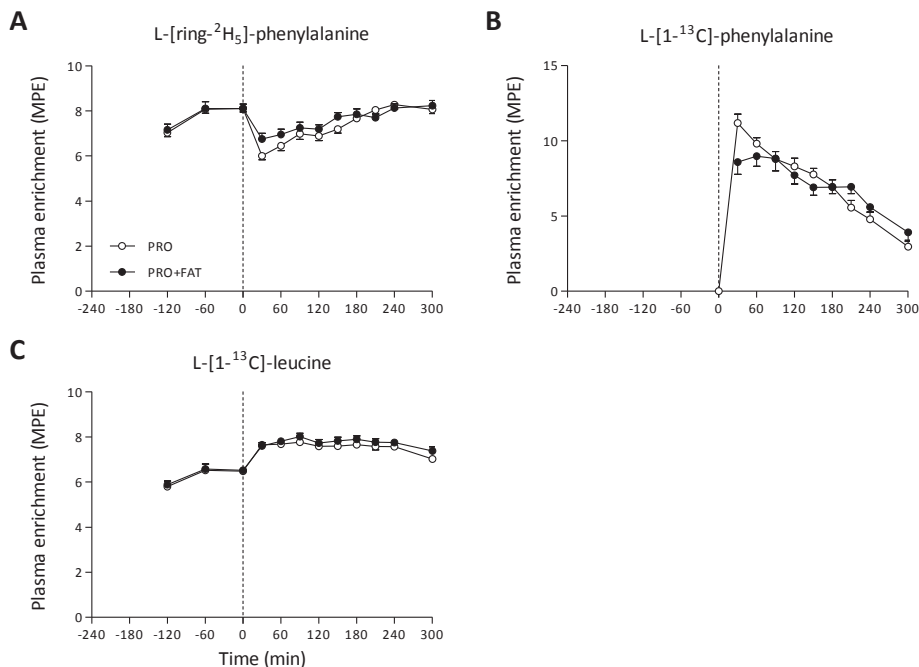 A
L-[ring-²H₅]-phenylalanine
Plasma enrichment (MPE)
10
8
6
4
2
0
PRO
PRO+FAT
-240 -180 -120 -60 0 60 120 180 240 300
B
L-[1-¹³C]-phenylalanine
Plasma enrichment (MPE)
15
10
5
0
-240 -180 -120 -60 0 60 120 180 240 300
C
L-[1-¹³C]-leucine
Plasma enrichment (MPE)
10
8
6
4
2
0
-240 -180 -120 -60 0 60 120 180 240 300
Time (min)